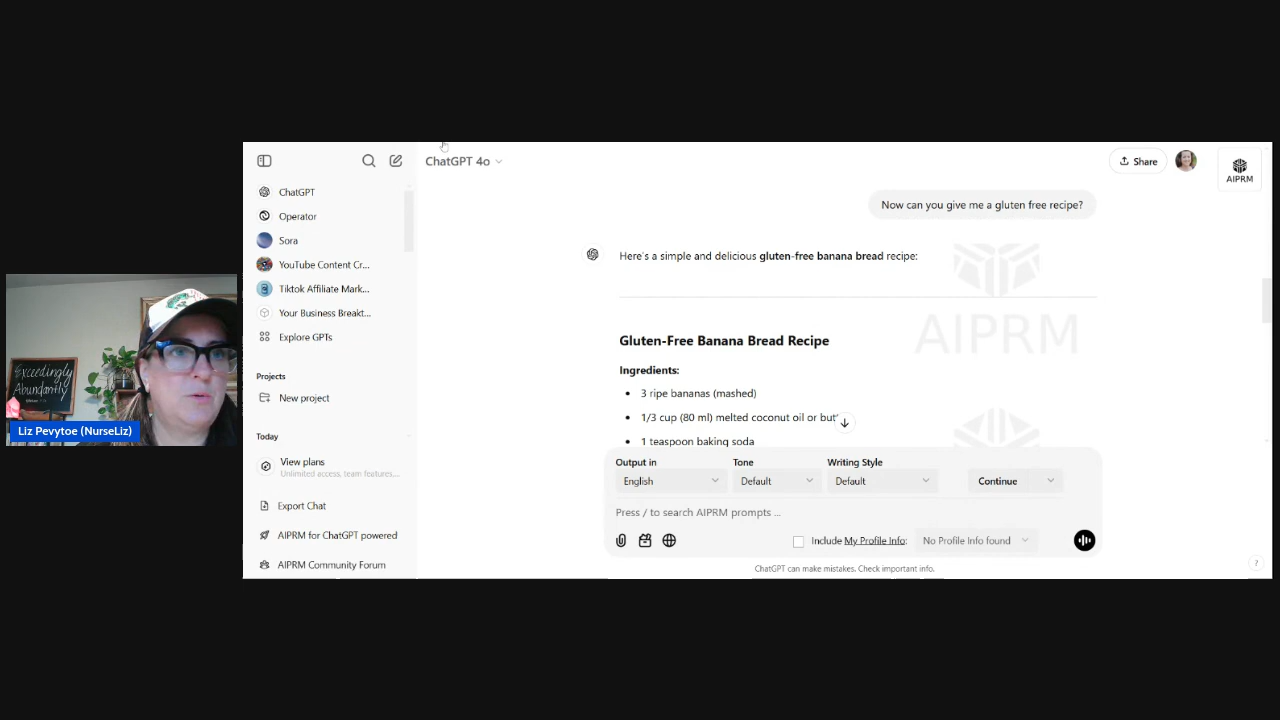 Exceedingly
Abundantly
Liz Pevytoe (NurseLiz)
ChatGPT
Operator
Sora
YouTube Content Cr...
Tiktok Affiliate Mark...
Your Business Breakt...
Explore GPTs
Projects
New project
Today
View plans
Unlimited access, team features,...
Export Chat
AIPRM for ChatGPT powered
AIPRM Community Forum
ChatGPT 4o
Share
AIPRM
Now can you give me a gluten free recipe?
Here's a simple and delicious gluten-free banana bread recipe:
AIPRM
Gluten-Free Banana Bread Recipe
Ingredients:
• 3 ripe bananas (mashed)
• 1/3 cup (80 ml) melted coconut oil or but
• 1 teaspoon baking soda
Output in
Tone
Writing Style
English
Default
Default
Continue
Press / to search AIPRM prompts ...
Include My Profile Info:
No Profile Info found
ChatGPT can make mistakes. Check important info.
?